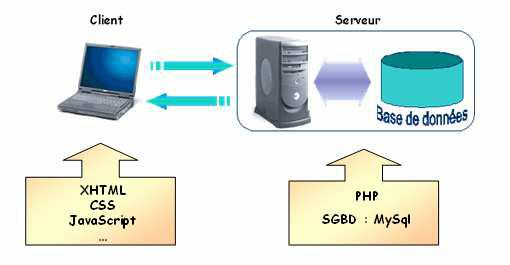 Client
Serveur
Base de données
XHTML
CSS
JavaScript
...
PHP
SGBD : MySql